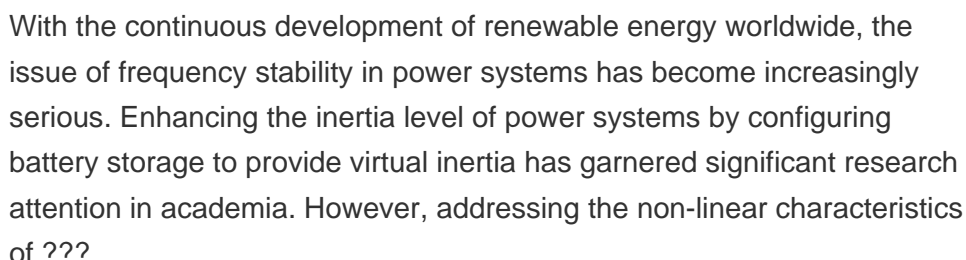 With the continuous development of renewable energy worldwide, the
issue of frequency stability in power systems has become increasingly
serious. Enhancing the inertia level of power systems by configuring
battery storage to provide virtual inertia has garnered significant research
attention in academia. However, addressing the non-linear characteristics
of ???